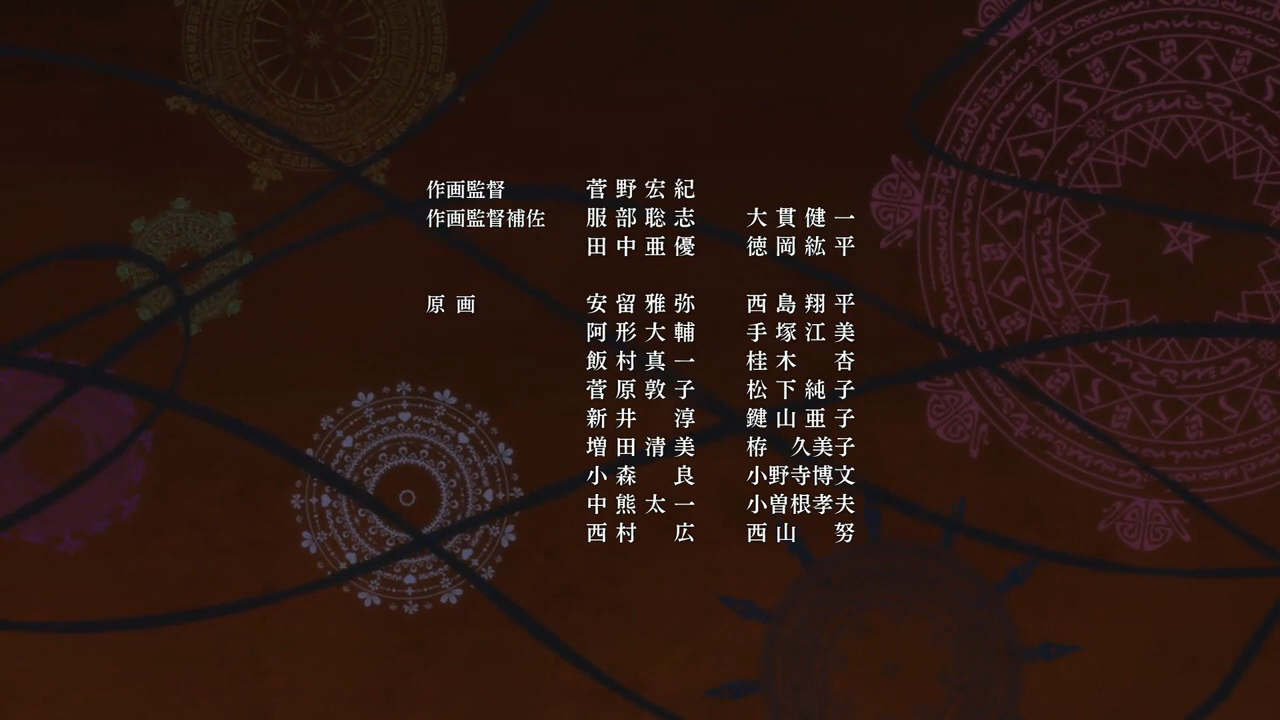 作画監督 菅野宏紀
作画監督補佐 服部聡志 大貫健一
田中亜優 徳岡紘平
原画 安留雅弥 西島翔平
阿形大輔 手塚江美
飯村真一 桂木杏
菅原敦子 松下純子
新井淳 鍵山亜子
増田清美 栫久美子
小森良 小野寺博文
中熊太一 小曽根孝夫
西村広 西山努